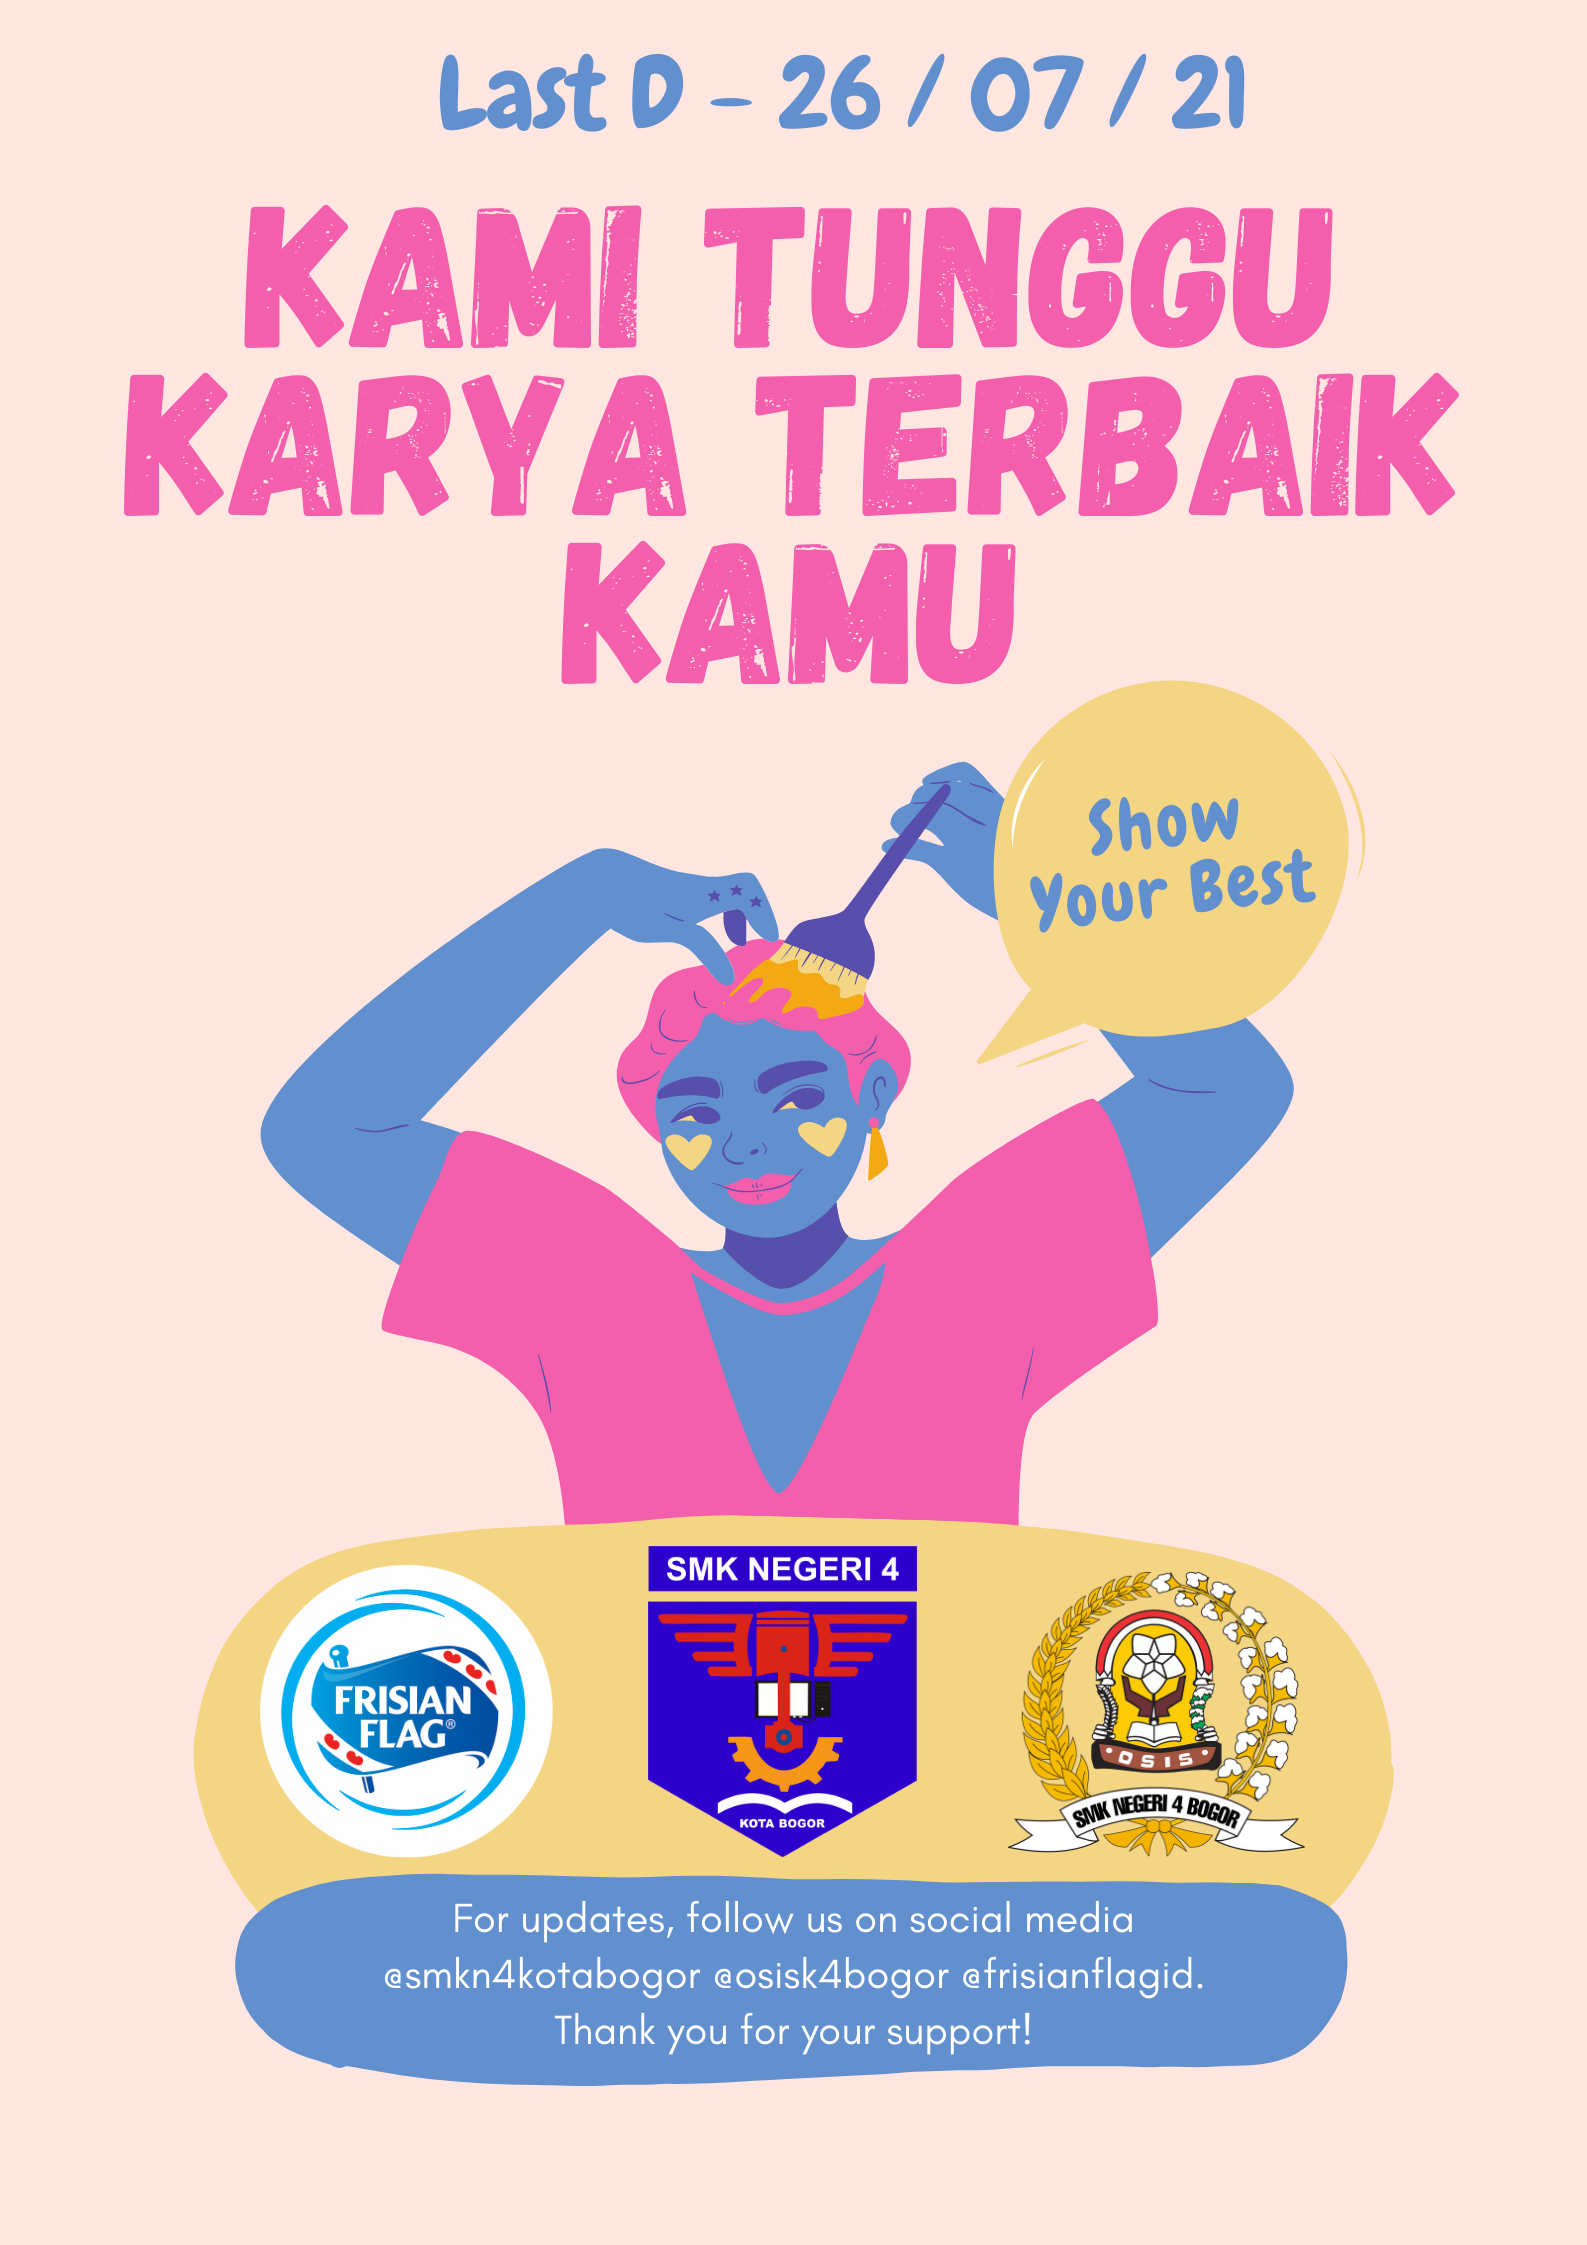 Last D - 26 / 07 / 21
KAMI TUNGGU
KARYA TERBAIK
KAMU
Show
Your Best
FRISIAN
FLAG®
SMK NEGERI 4
KOTA BOGOR
OSIS
SMK NEGERI 4 BOGOR
For updates, follow us on social media
@smkn4kotabogor @osisk4bogor @frisianflagid.
Thank you for your support!